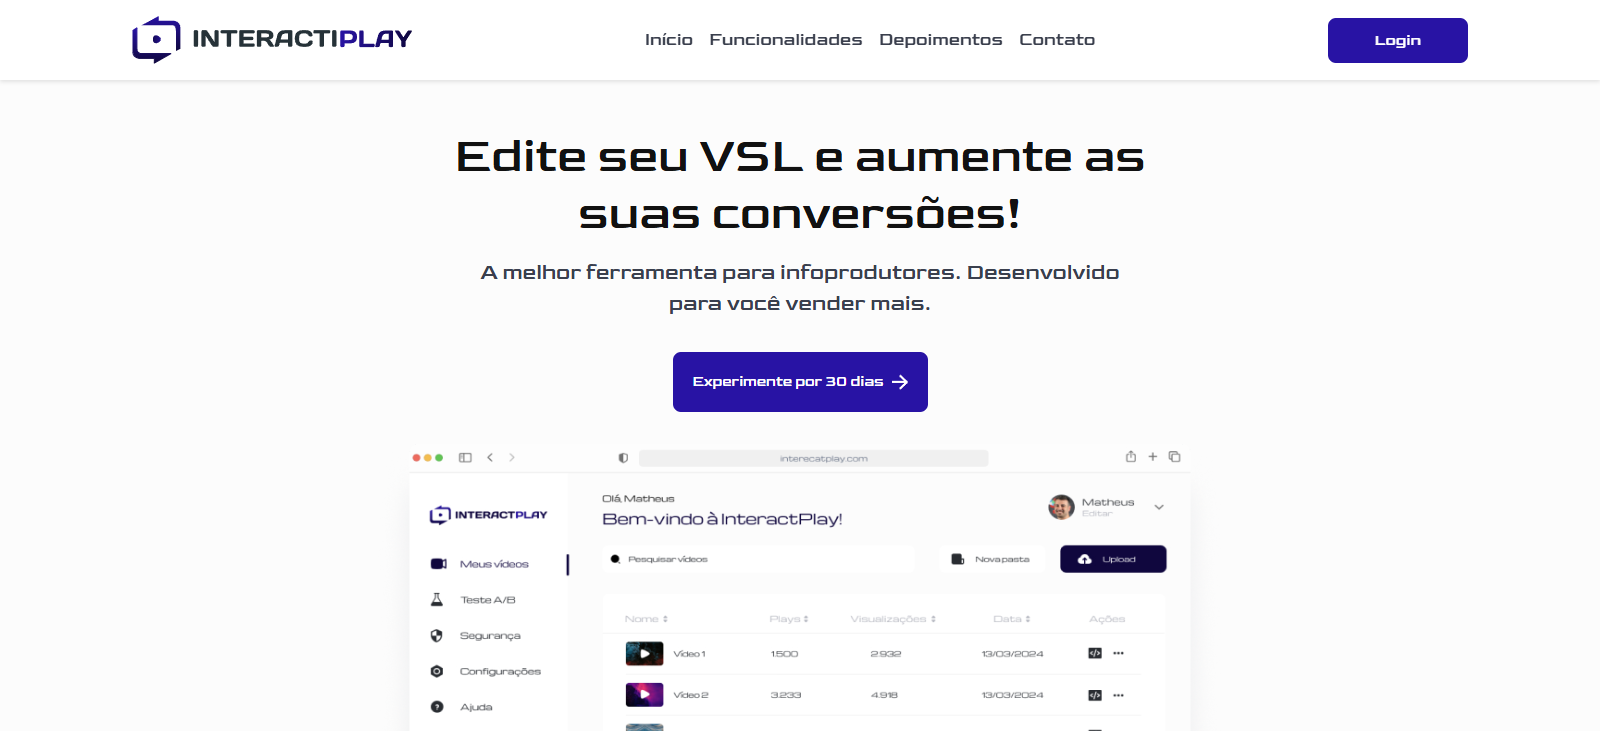 INTERACTIPLAY
Início Funcionalidades Depoimentos Contato
Login
Edite seu VSL e aumente as
suas conversões!
A melhor ferramenta para infoprodutores. Desenvolvido
para você vender mais.
Experimente por 30 dias
interecatplay.com
INTERACTPLAY
Olá, Matheus
Bem-vindo à InteractPlay!
Matheus
Editar
Pesquisar vídeos
Nova pasta
Upload
Meus vídeos
Teste A/B
Segurança
Configurações
Ajuda
Nome Plays Visualizações Data Ações
Vídeo 1 1.500 2.932 13/03/2024
Vídeo 2 3.233 4.918 13/03/2024